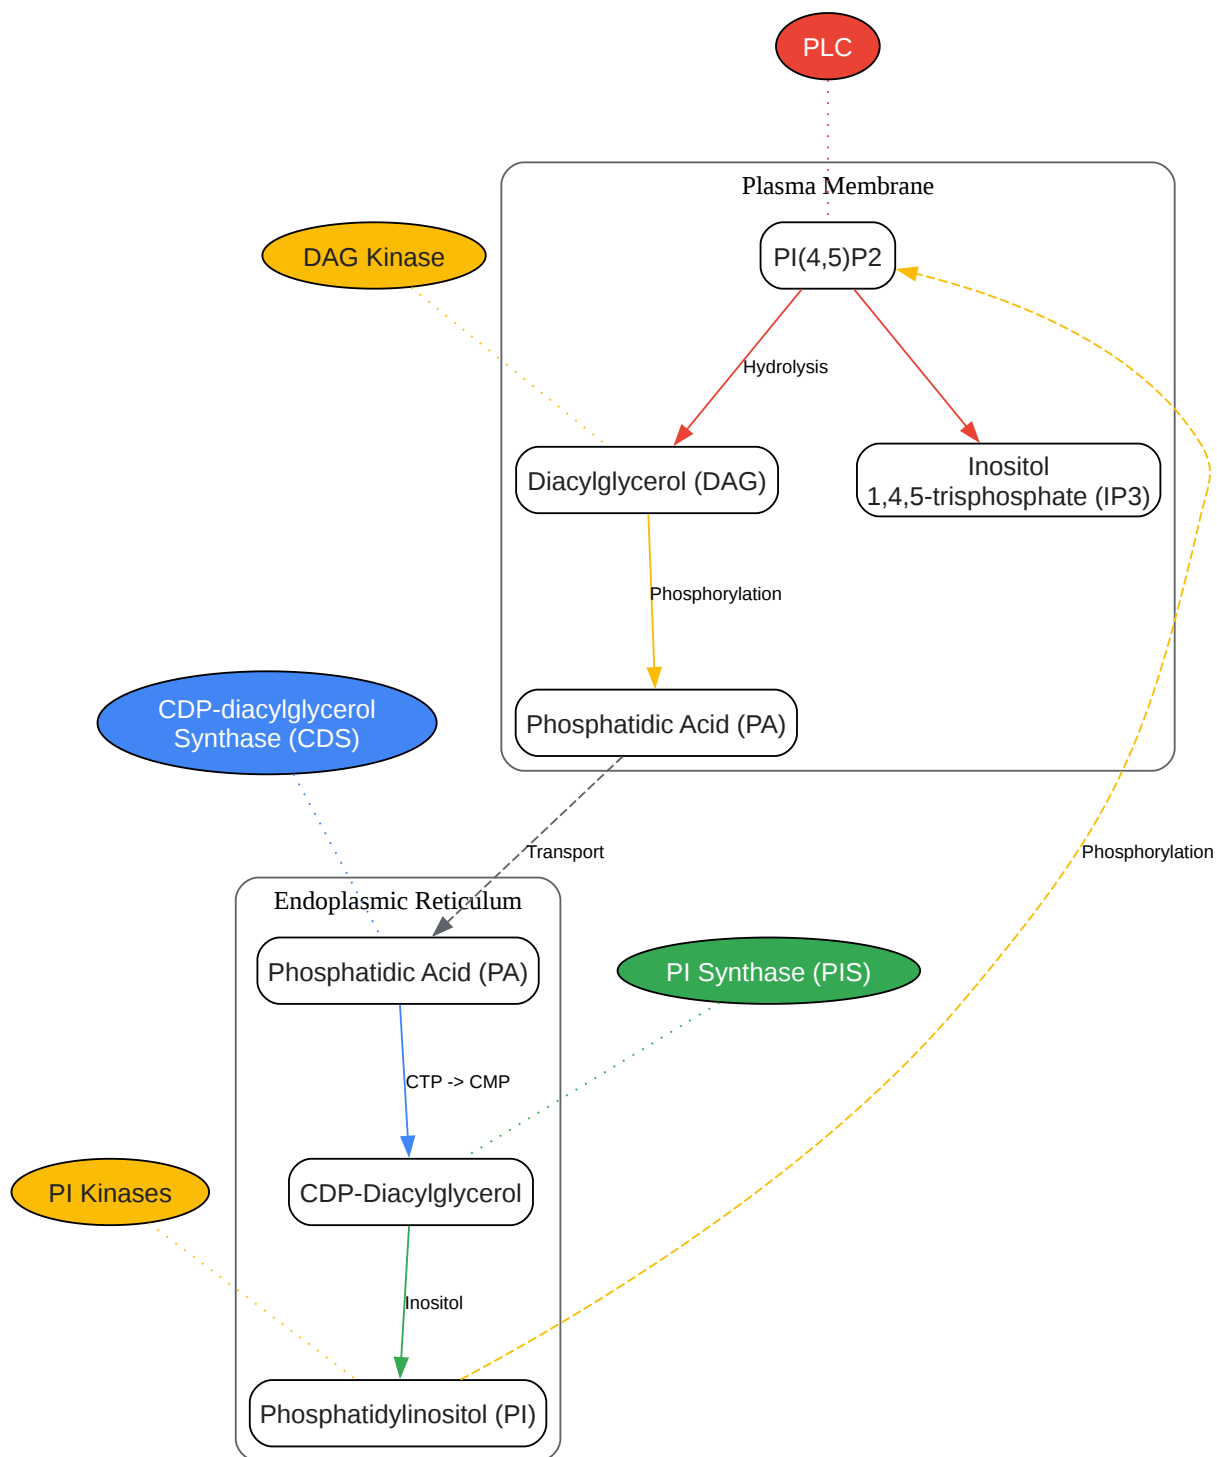 PLC
Plasma Membrane
PI(4,5)P2
DAG Kinase
Hydrolysis
Diacylglycerol (DAG)
Inositol
1,4,5-trisphosphate (IP3)
Phosphorylation
CDP-diacylglycerol
Synthase (CDS)
Phosphatidic Acid (PA)
Transport
Phosphorylation
Endoplasmic Reticulum
Phosphatidic Acid (PA)
PI Synthase (PIS)
CTP -> CMP
PI Kinases
CDP-Diacylglycerol
Inositol
Phosphatidylinositol (PI)